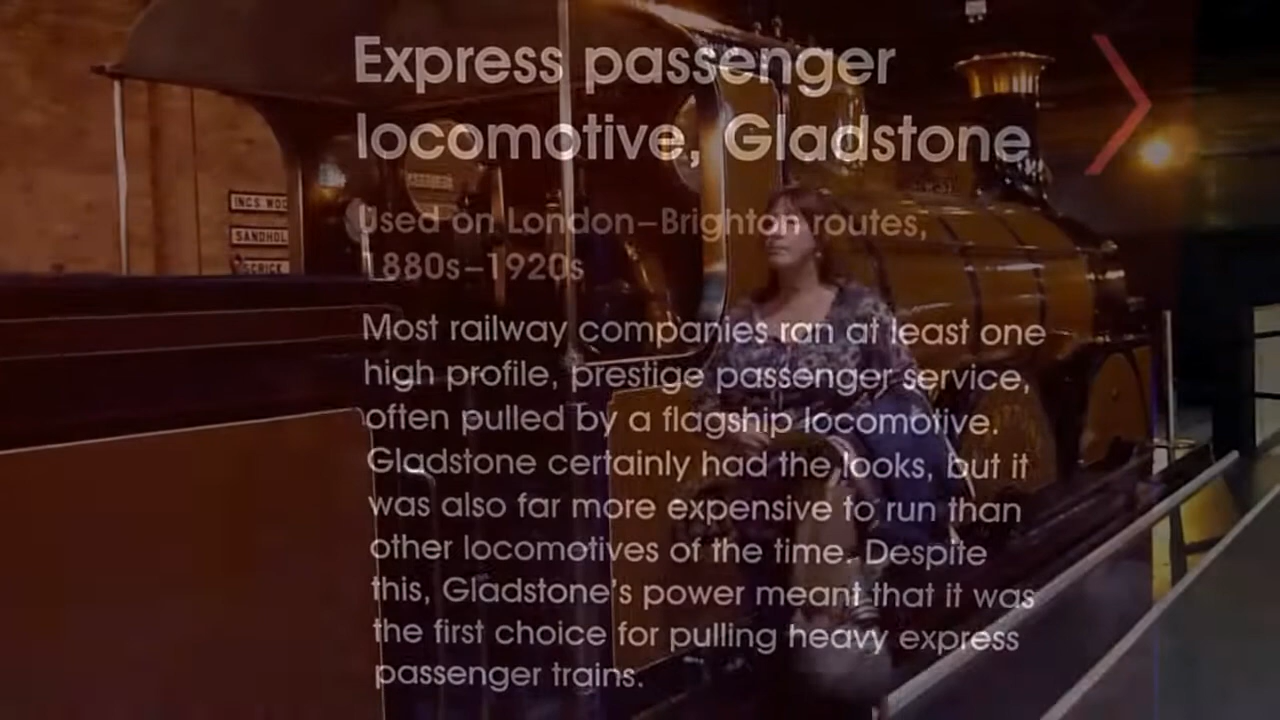 Express passenger
locomotive, Gladstone
Used on London–Brighton routes,
1880s–1920s
Most railway companies ran at least one
high profile, prestige passenger service,
often pulled by a flagship locomotive.
Gladstone certainly had the looks, but it
was also far more expensive to run than
other locomotives of the time. Despite
this, Gladstone's power meant that it was
the first choice for pulling heavy express
passenger trains.
INGS WOO
SANDHOL